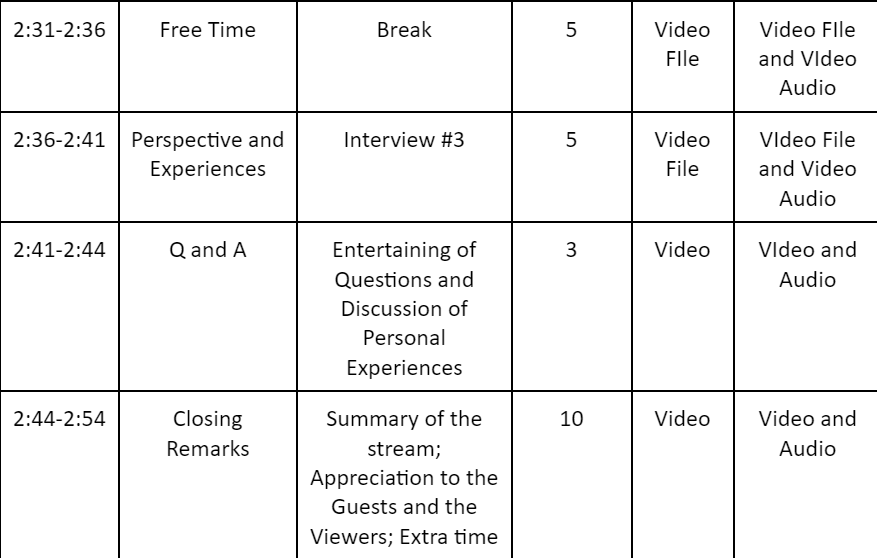 2:31-2:36 Free Time Break 5 Video Video FIle
FIle and VIdeo
Audio
2:36-2:41 Perspective and Interview #3 5 Video VIdeo File
Experiences File and Video
Audio
2:41-2:44 Q and A Entertaining of 3 Video VIdeo and
Questions and Audio
Discussion of
Personal
Experiences
2:44-2:54 Closing Summary of the 10 Video Video and
Remarks stream; Audio
Appreciation to the
Guests and the
Viewers; Extra time